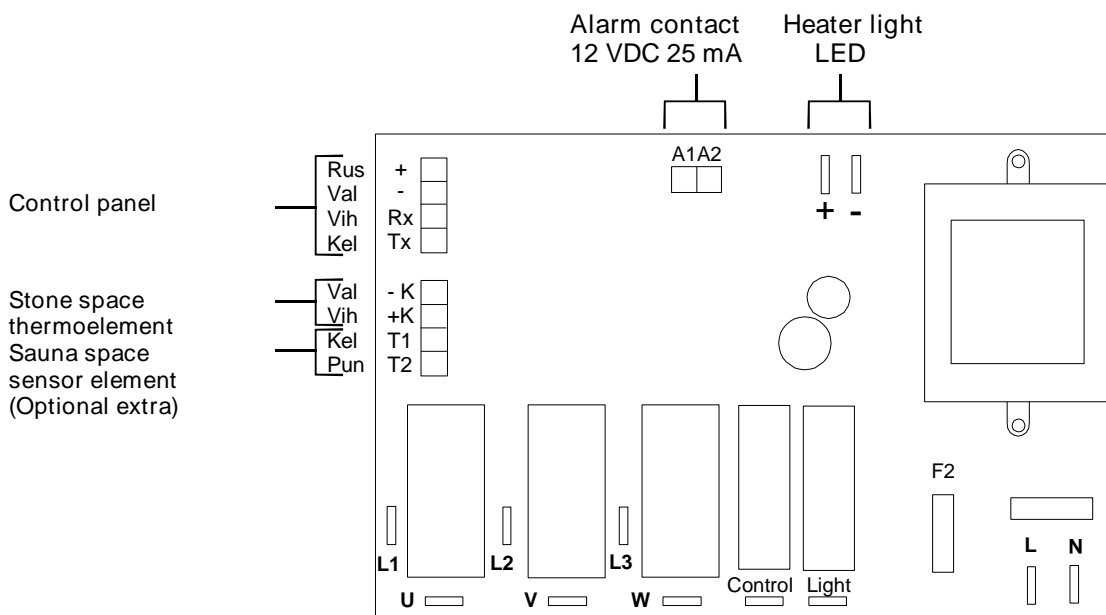 Alarm contact
12 VDC 25 mA
Heater light
LED
A1 A2
+ -
Control panel
Rus +
Val -
Vih Rx
Kel Tx
Stone space
thermoelement
Val - K
Vih +K
Sauna space
sensor element
(Optional extra)
Kel T1
Pun T2
F2
L1 L2 L3
L N
Control Light
U V W